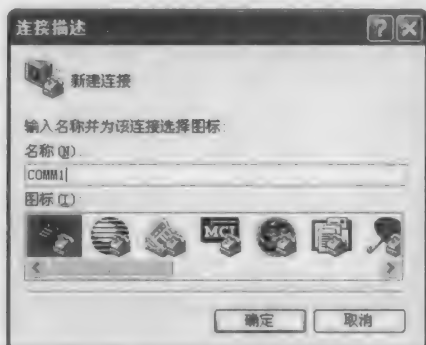 连接描述
新建连接
输入名称并为该连接选择图标:
名称(N):
COMM1
图标(I):
MCI
确定 取消